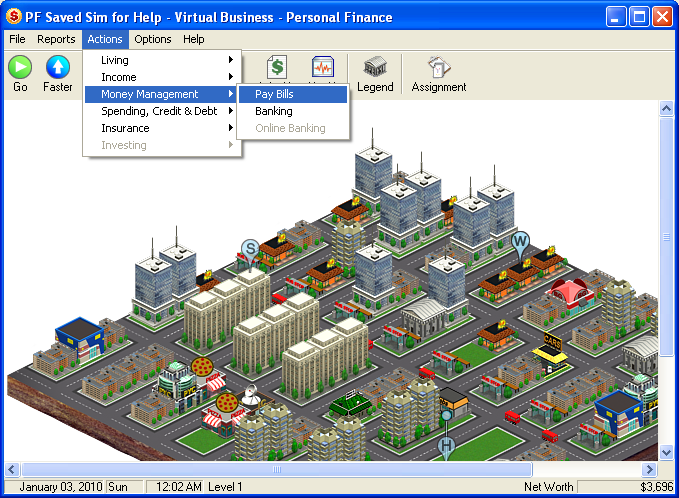 PF Saved Sim for Help - Virtual Business - Personal Finance
File Reports Actions Options Help
Living
Income
Money Management
Spending, Credit & Debt
Insurance
Investing
Pay Bills
Banking
Online Banking
Go Faster Legend Assignment
S
W
CARS
H
January 03, 2010 Sun 12:02 AM Level 1 Net Worth $3,696